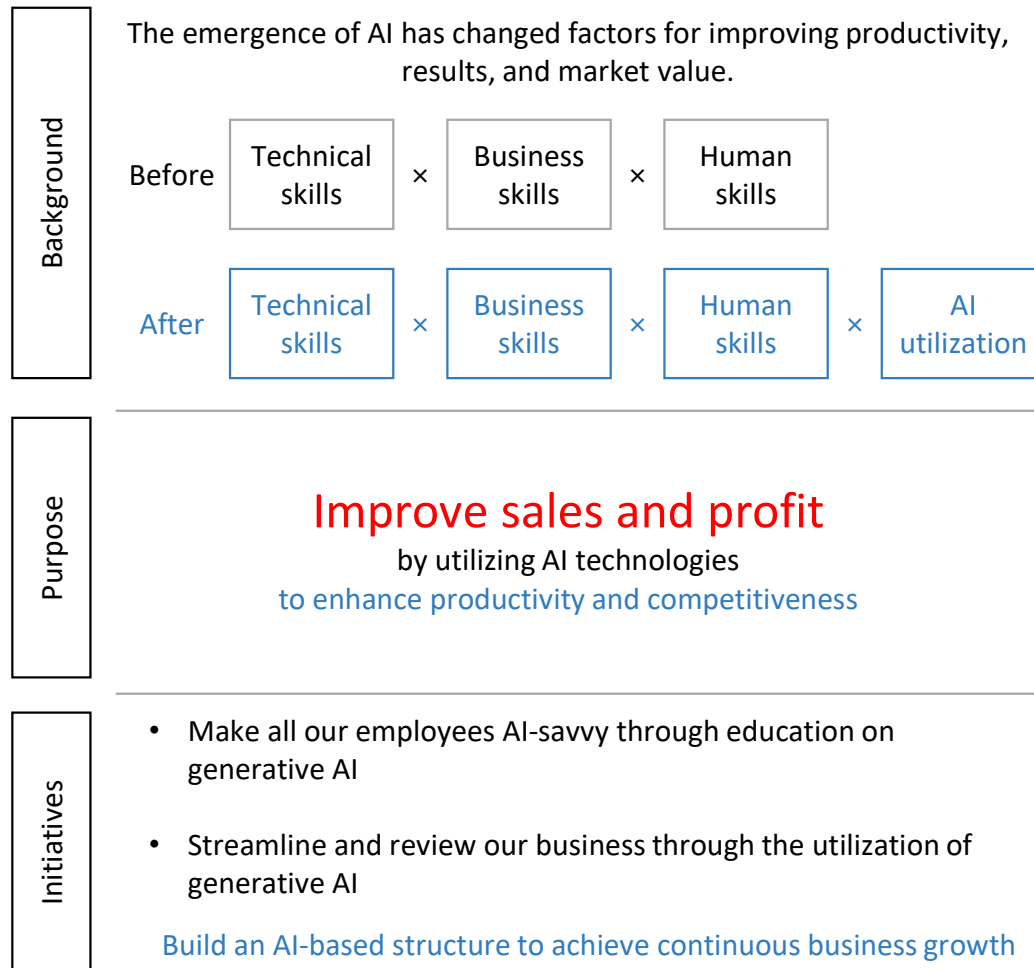 The emergence of AI has changed factors for improving productivity,
results, and market value.
Background
Before
Technical
skills
×
Business
skills
×
Human
skills
After
Technical
skills
×
Business
skills
×
Human
skills
×
AI
utilization
Purpose
Improve sales and profit
by utilizing AI technologies
to enhance productivity and competitiveness
Initiatives
• Make all our employees AI-savvy through education on
generative AI
• Streamline and review our business through the utilization of
generative AI
Build an AI-based structure to achieve continuous business growth